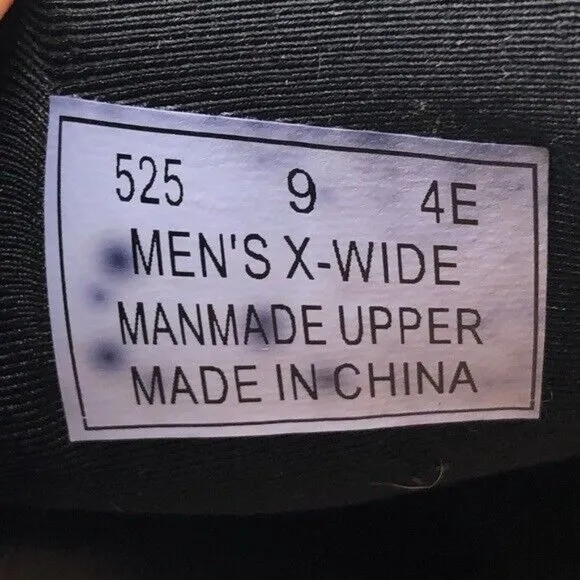 525 9 4E
MEN'S X-WIDE
MANMADE UPPER
MADE IN CHINA